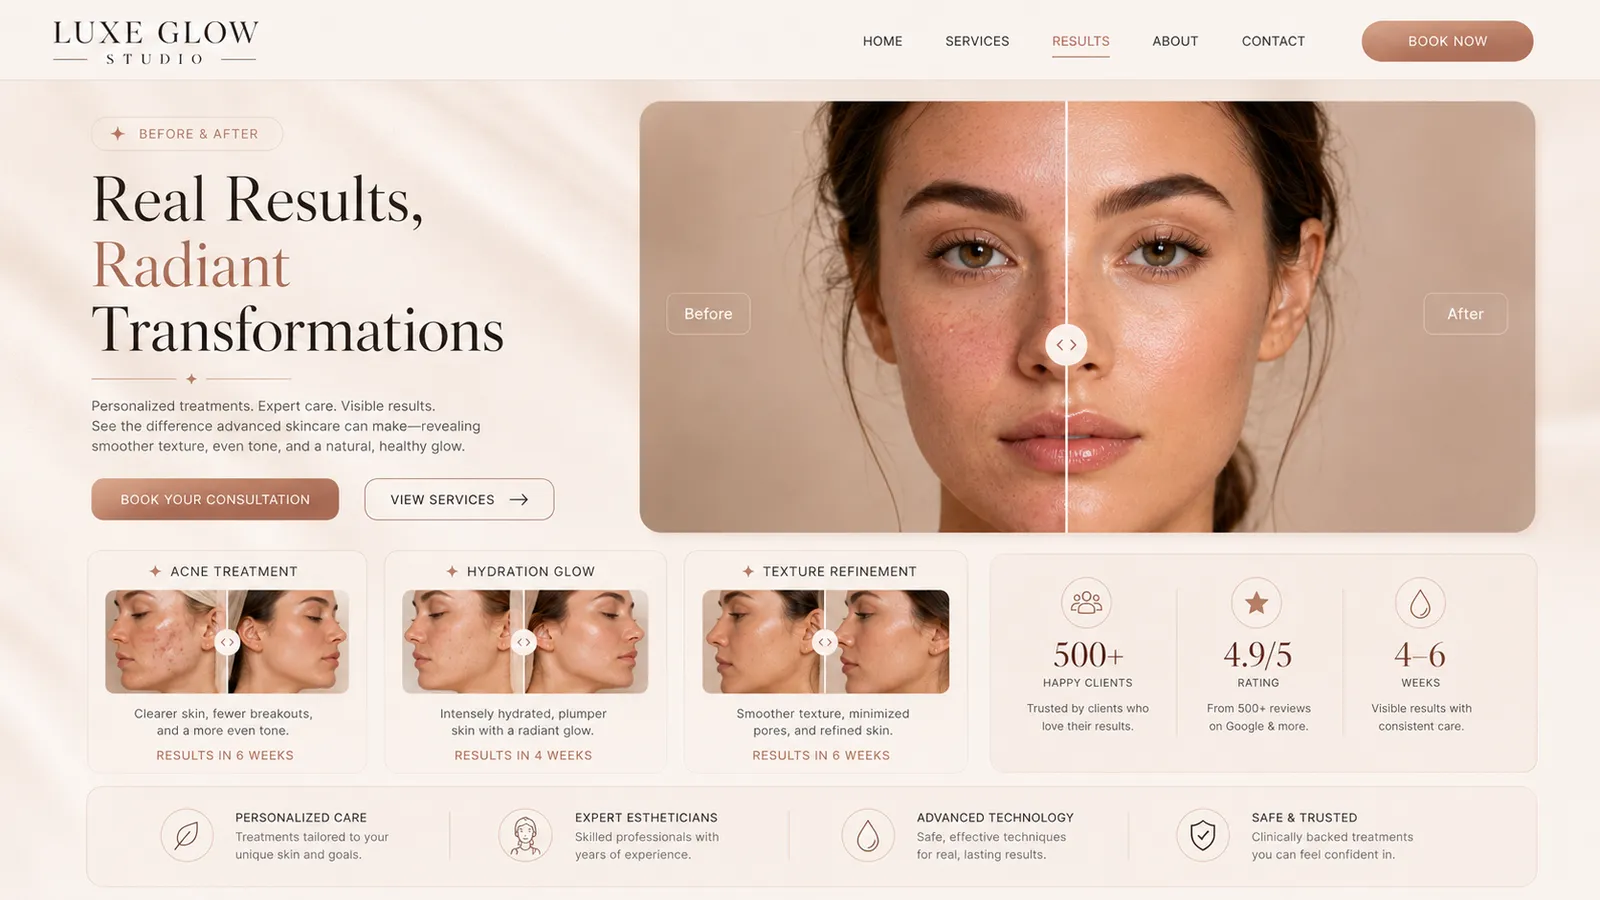 LUXE GLOW
STUDIO
HOME
SERVICES
RESULTS
ABOUT
CONTACT
BOOK NOW
BEFORE & AFTER
Real Results,
Radiant
Transformations
Personalized treatments. Expert care. Visible results.
See the difference advanced skincare can make—revealing
smoother texture, even tone, and a natural, healthy glow.
BOOK YOUR CONSULTATION
VIEW SERVICES
Before
After
ACNE TREATMENT
Clearer skin, fewer breakouts,
and a more even tone.
RESULTS IN 6 WEEKS
HYDRATION GLOW
Intensely hydrated, plumper
skin with a radiant glow.
RESULTS IN 4 WEEKS
TEXTURE REFINEMENT
Smoother texture, minimized
pores, and refined skin.
RESULTS IN 6 WEEKS
500+
HAPPY CLIENTS
Trusted by clients who
love their results.
4.9/5
RATING
From 500+ reviews
on Google & more.
4–6
WEEKS
Visible results with
consistent care.
PERSONALIZED CARE
Treatments tailored to your
unique skin and goals.
EXPERT ESTHETICIANS
Skilled professionals with
years of experience.
ADVANCED TECHNOLOGY
Safe, effective techniques
for real, lasting results.
SAFE & TRUSTED
Clinically backed treatments
you can feel confident in.